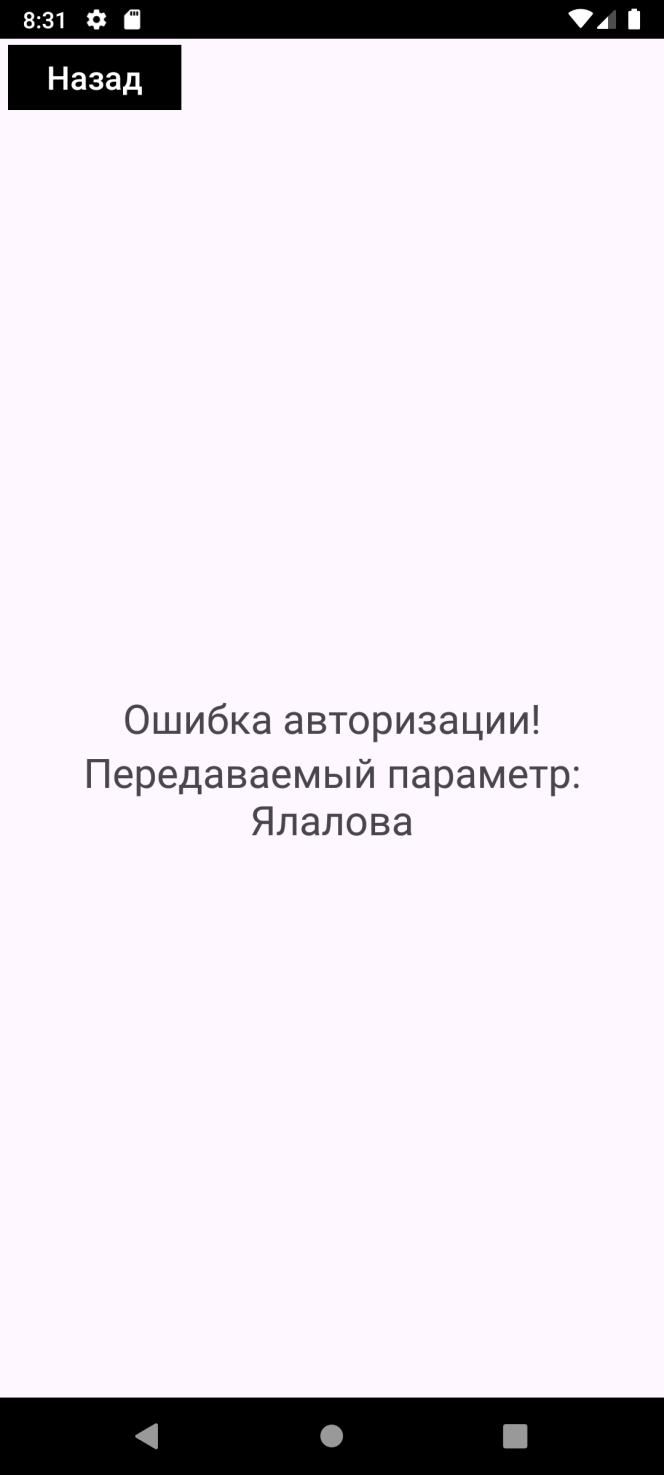 8:31
Назад
Ошибка авторизации!
Передаваемый параметр:
Ялалова